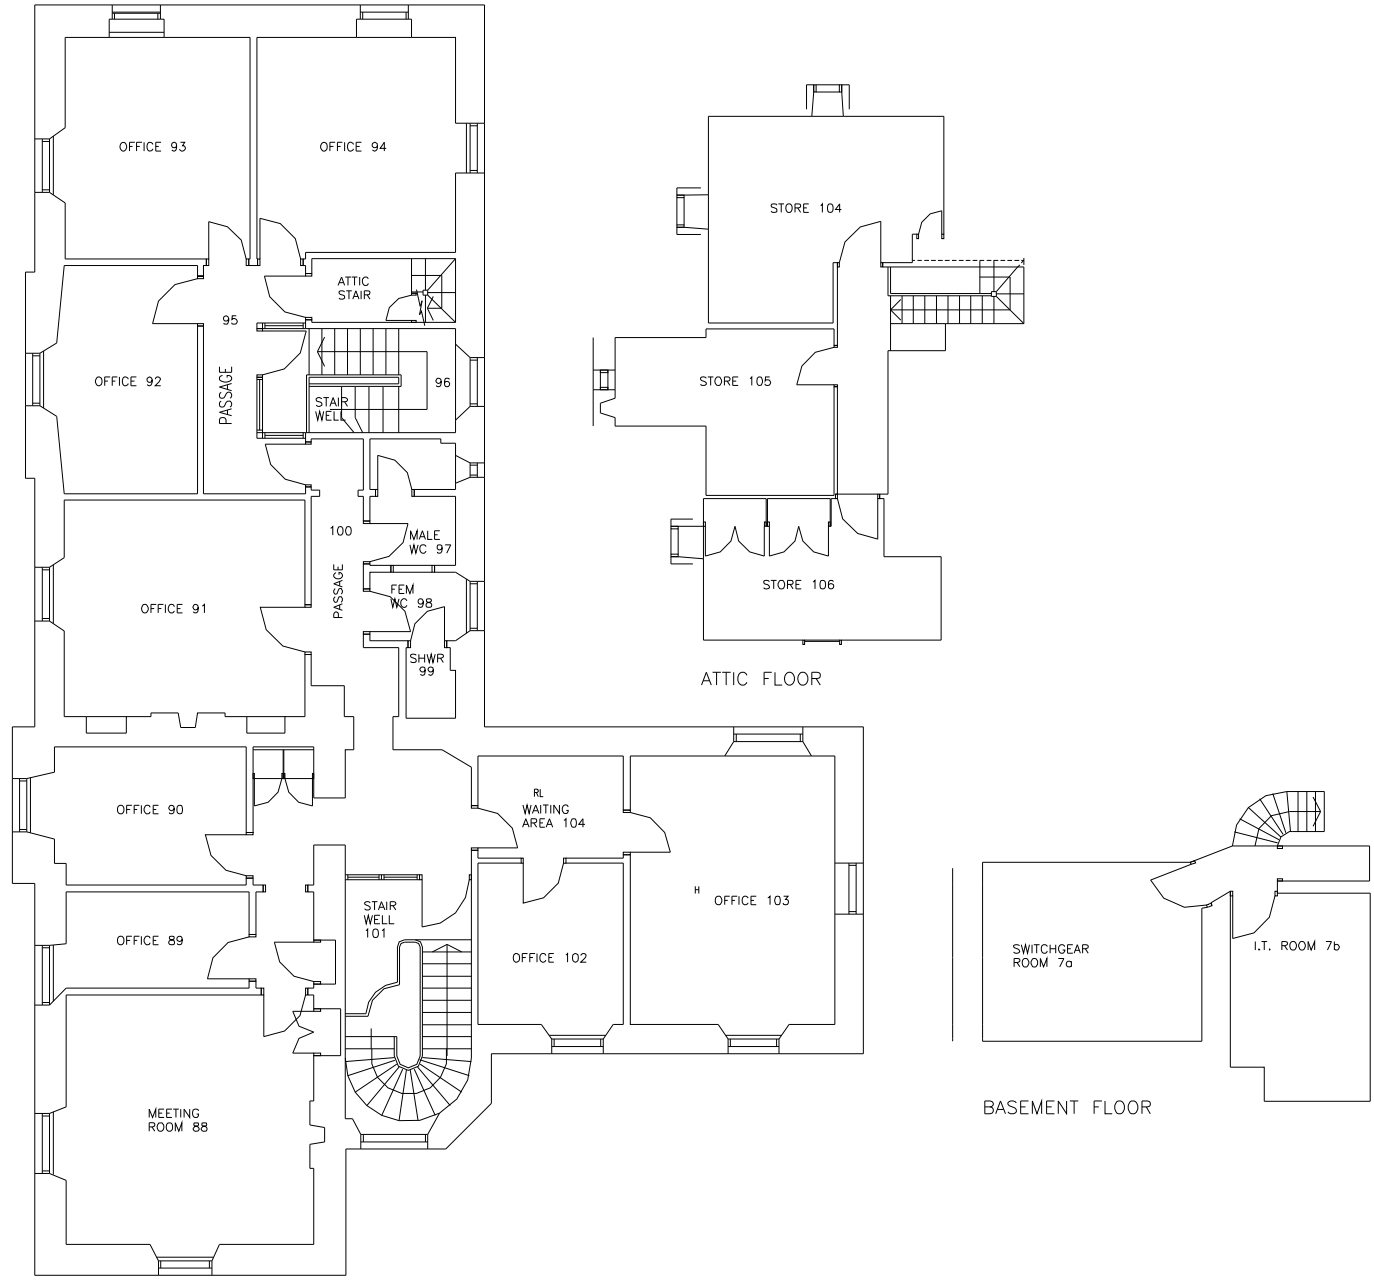 OFFICE 93
OFFICE 94
STORE 104
ATTIC
STAIR
95
OFFICE 92
PASSAGE
96
STAIR
WELL
STORE 105
100
MALE
WC 97
PASSAGE
FEM
WC 98
OFFICE 91
STORE 106
SHWR
99
ATTIC FLOOR
OFFICE 90
RL
WAITING
AREA 104
H
OFFICE 103
STAIR
WELL
101
OFFICE 89
OFFICE 102
SWITCHGEAR
ROOM 7a
I.T. ROOM 7b
MEETING
ROOM 88
BASEMENT FLOOR